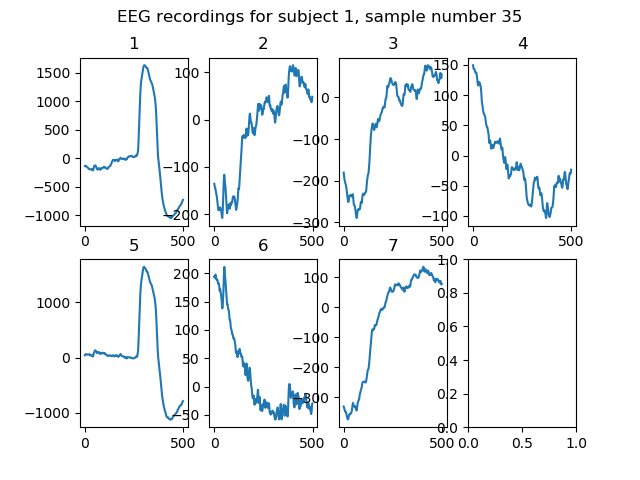 EEG recordings for subject 1, sample number 35
1 2 3 4
1500 1000 500 0 −500 −1000
100 0 −100 −200
0 −100 −200 −300
150 100 50 0 −50 −100
0 500 0 500 0 500 0 500
5 6 7
1000 0 −1000
200 150 100 50 0 −50
100 0 −100 −200 −300
1.0 0.8 0.6 0.4 0.2 0.0
0 500 0 500 0 500 0.0 0.5 1.0